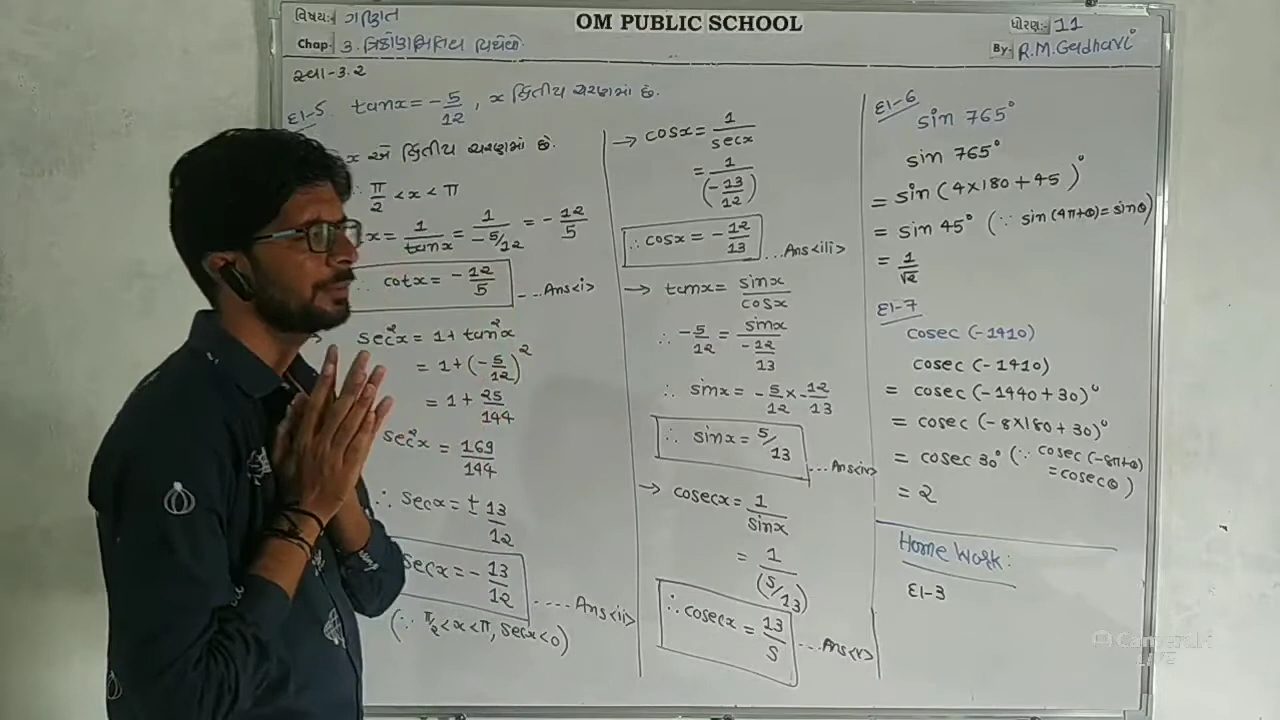 વિષય:- ગણિત
OM PUBLIC SCHOOL
ધોરણ:- 11
Chap. 3. ત્રિકોણમિતિય વિધેયો.
By:- R.M.Gadhavi
સ્વા-3.2
દા-5. tanx = -5/12, x દ્વિતીય ચરણમાં છે.
x એ દ્વિતીય ચરણમાં છે.
∴ π/2 < x < π
x = 1/tanx = 1/-5/12 = -12/5
∴ cotx = -12/5 ...Ans<i>
sec²x = 1 + tan²x
= 1 + (-5/12)²
= 1 + 25/144
sec²x = 169/144
∴ secx = ± 13/12
secx = -13/12 ....Ans<ii>
(∵ π/2 < x < π, secx < 0)
→ cosx = 1/secx
= 1/(-13/12)
∴ cosx = -12/13 ...Ans<iii>
→ tanx = sinx/cosx
∴ -5/12 = sinx/-12/13
∴ sinx = -5/12 × -12/13
∴ sinx = 5/13 ...Ans<iv>
→ cosecx = 1/sinx
= 1/(5/13)
∴ cosecx = 13/5 ...Ans<v>
દા-6 sin 765°
sin 765°
= sin (4×180 + 45)°
= sin 45° (∵ sin (4π+θ) = sinθ)
= 1/√2
દા-7
cosec (-1410)
cosec (-1410)
= cosec (-1440 + 30)°
= cosec (-8×180 + 30)°
= cosec 30° (∵ cosec (-8π+θ) = cosecθ)
= 2
Home Work:
દા-3